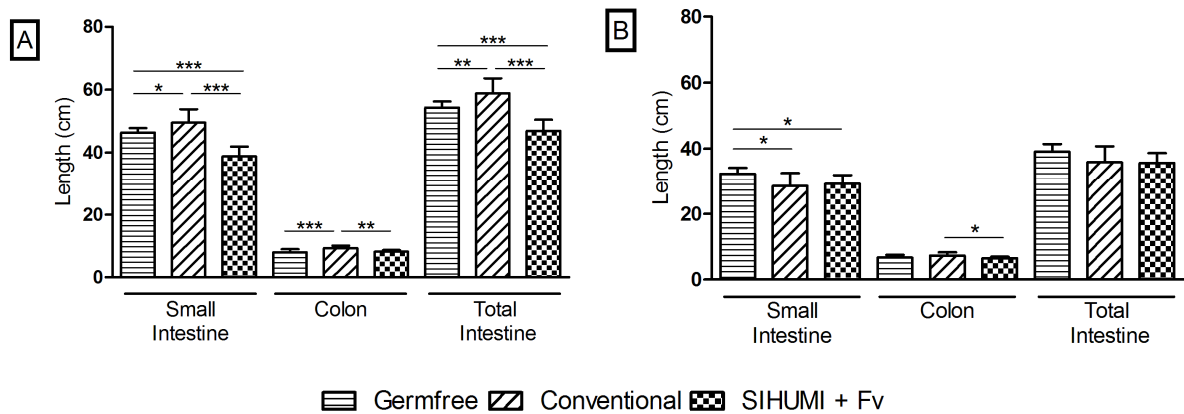 A
Length (cm)
80
60
40
20
0
***
* ***
*** **
***
** ***
Small
Intestine
Colon
Total
Intestine
B
Length (cm)
80
60
40
20
0
*
*
*
Small
Intestine
Colon
Total
Intestine
Germfree Conventional SIHUMI + Fv